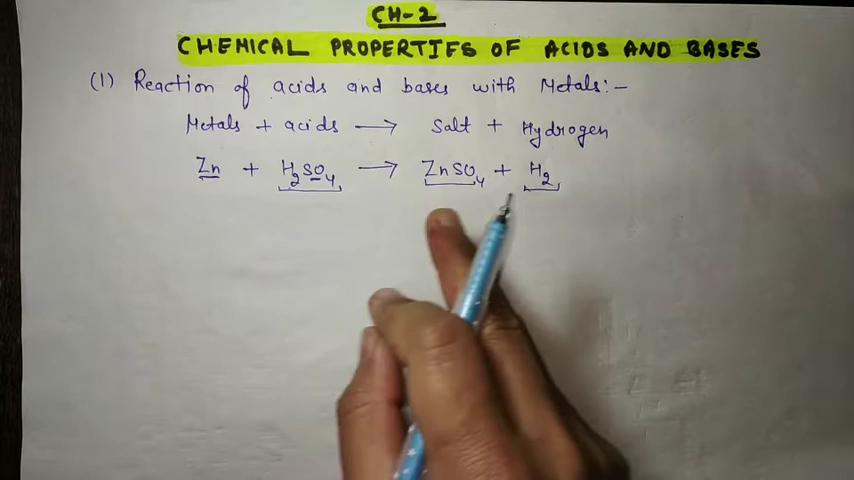 CH-2
CHEMICAL PROPERTIES OF ACIDS AND BASES
(1) Reaction of acids and bases with Metals:-
Metals + acids → Salt + Hydrogen
Zn + H₂SO₄ → ZnSO₄ + H₂